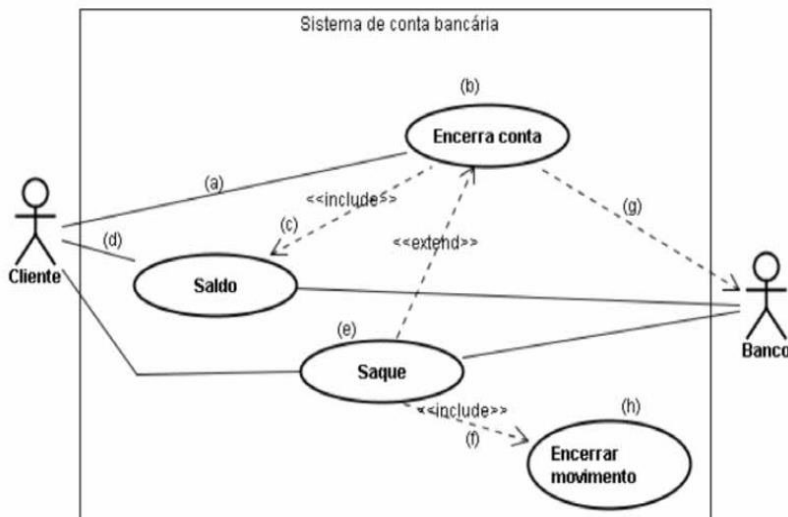 Sistema de conta bancária
(b)
Encerra conta
(a)
<<include>>
(g)
(c)
<<extend>>
(d)
Cliente
Saldo
(e)
Banco
Saque
<<include>>
(h)
(f)
Encerrar
movimento